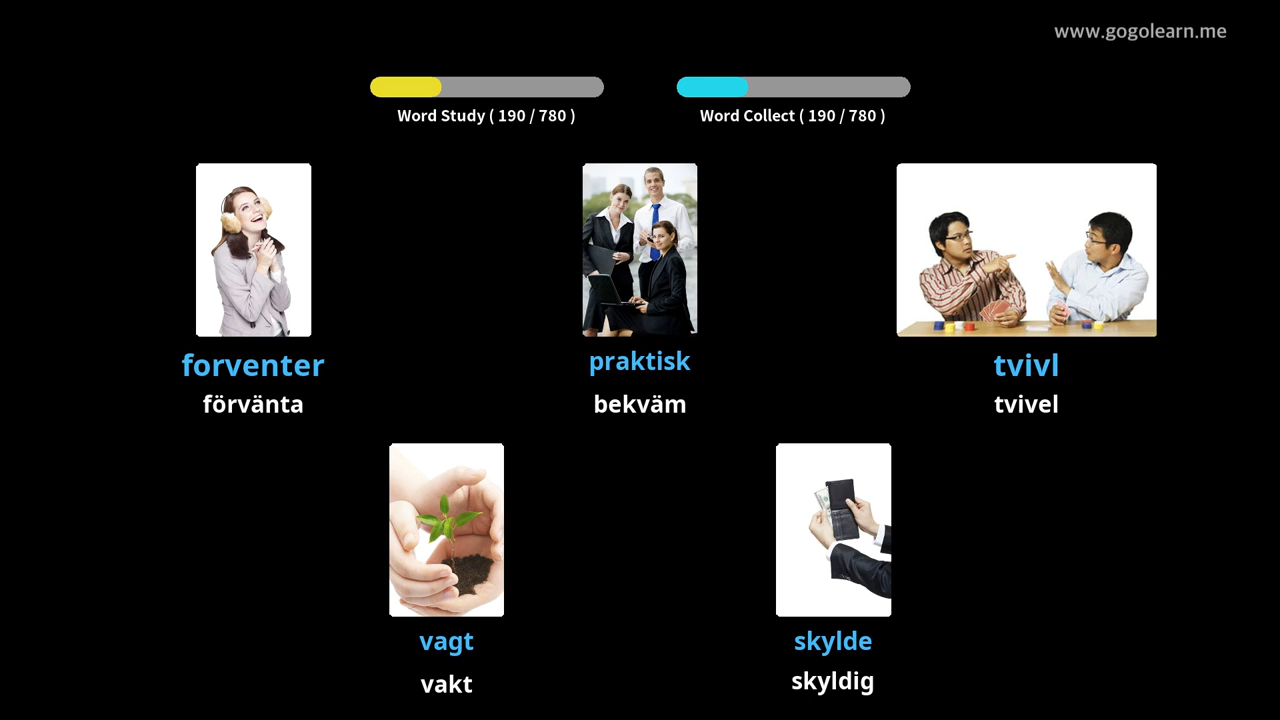 www.gogolearn.me
Word Study ( 190 / 780 )
Word Collect ( 190 / 780 )
forventer
förvänta
praktisk
bekväm
tvivl
tvivel
vagt
vakt
skylde
skyldig